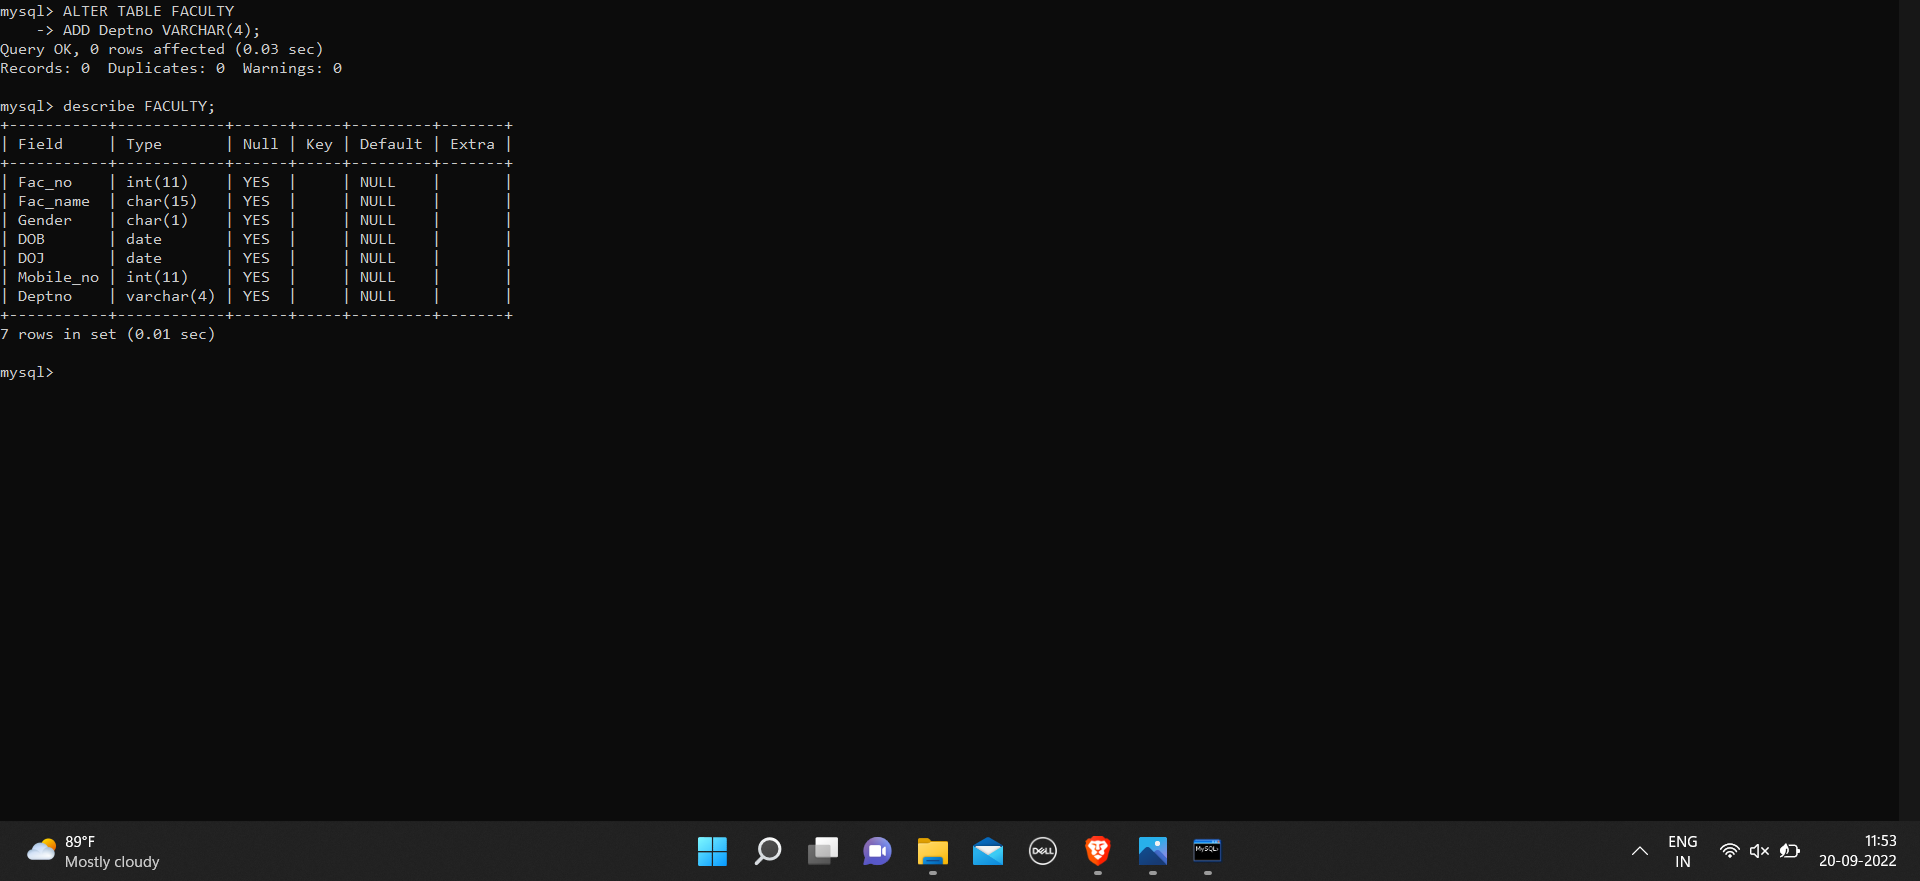 mysql> ALTER TABLE FACULTY
    -> ADD Deptno VARCHAR(4);
Query OK, 0 rows affected (0.03 sec)
Records: 0  Duplicates: 0  Warnings: 0

mysql> describe FACULTY;
+-----------+------------+------+-----+---------+-------+
| Field     | Type       | Null | Key | Default | Extra |
+-----------+------------+------+-----+---------+-------+
| Fac_no    | int(11)    | YES  |     | NULL    |       |
| Fac_name  | char(15)   | YES  |     | NULL    |       |
| Gender    | char(1)    | YES  |     | NULL    |       |
| DOB       | date       | YES  |     | NULL    |       |
| DOJ       | date       | YES  |     | NULL    |       |
| Mobile_no | int(11)    | YES  |     | NULL    |       |
| Deptno    | varchar(4) | YES  |     | NULL    |       |
+-----------+------------+------+-----+---------+-------+
7 rows in set (0.01 sec)

mysql>
89°F
Mostly cloudy
DELL
MySQL>
ENG
IN
11:53
20-09-2022